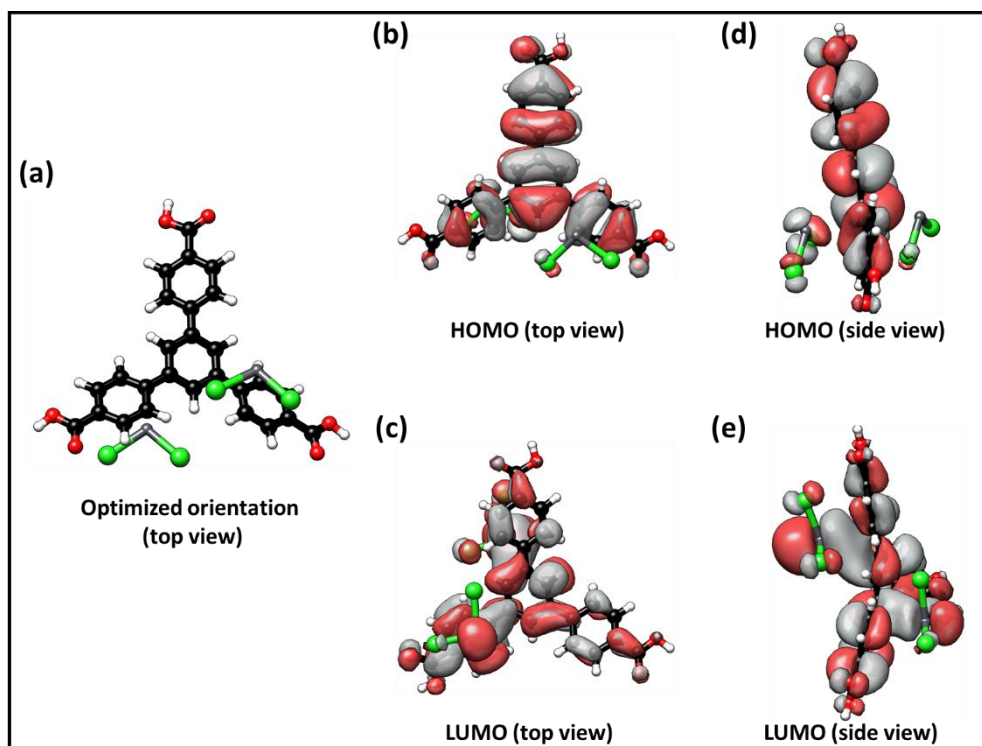 (a)
Optimized orientation
(top view)
(b)
HOMO (top view)
(c)
LUMO (top view)
(d)
HOMO (side view)
(e)
LUMO (side view)